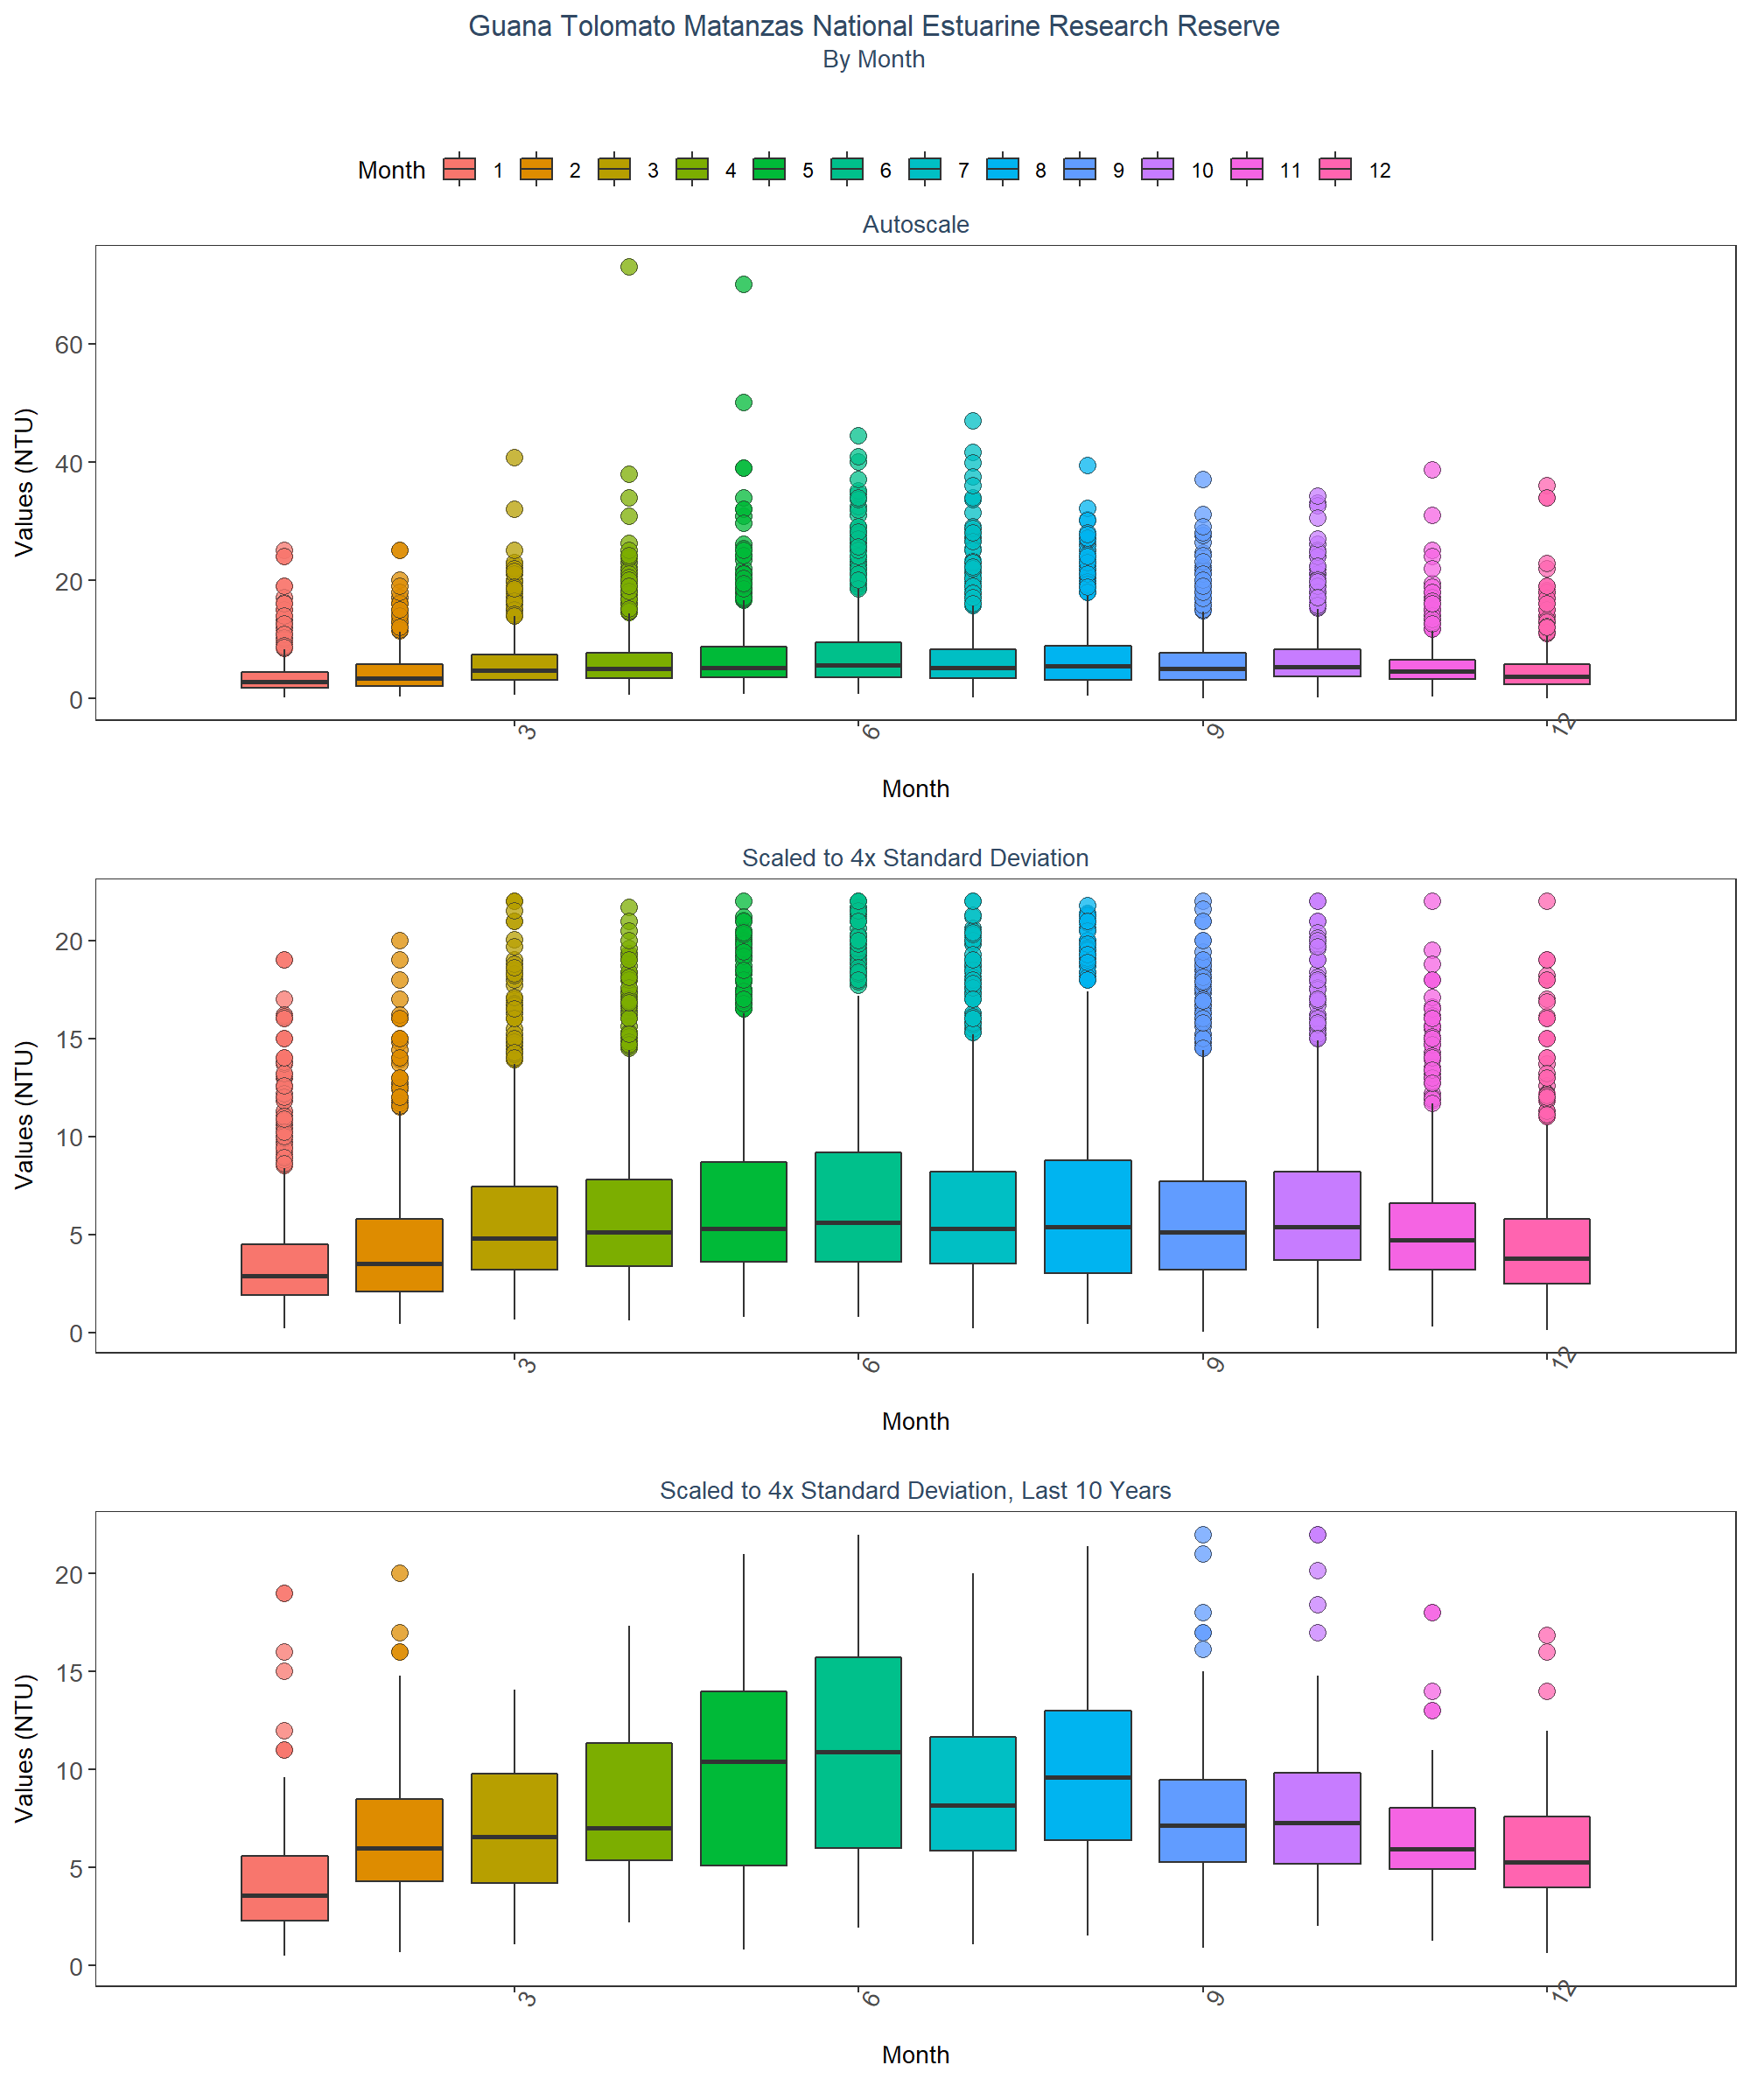 Guana Tolomato Matanzas National Estuarine Research Reserve
By Month
Month 1 2 3 4 5 6 7 8 9 10 11 12
Autoscale
Values (NTU)
60
40
20
0
3 6 9 12
Month
Scaled to 4x Standard Deviation
Values (NTU)
20
15
10
5
0
3 6 9 12
Month
Scaled to 4x Standard Deviation, Last 10 Years
Values (NTU)
20
15
10
5
0
3 6 9 12
Month